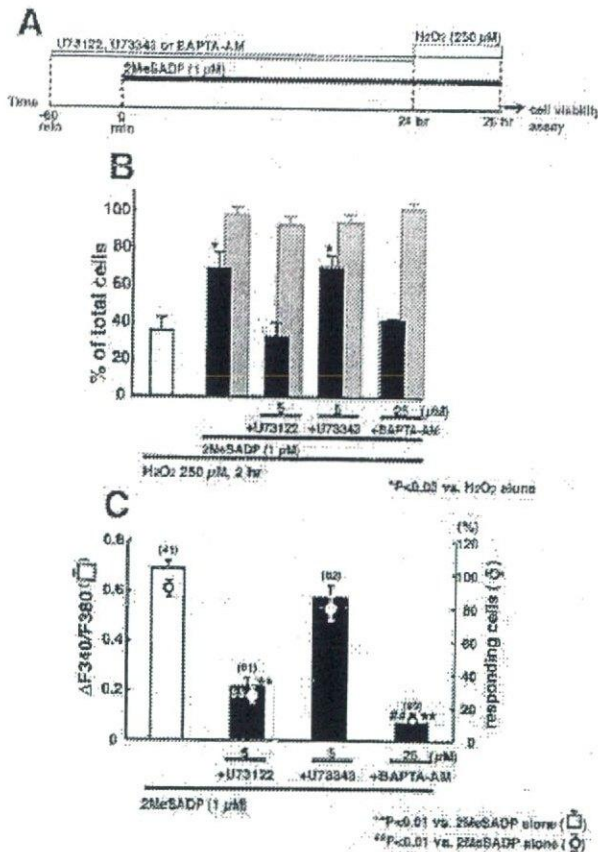 A
U73122, U73343 or BAPTA-AM
H2O2 (250 μM)
2MeSADP (1 μM)
Time
-60 min
0 min
24 hr
26 hr
cell viability assay
B
% of total cells
100
80
60
40
20
0
*
*
5
5
25 (μM)
+U73122
+U73343
+BAPTA-AM
2MeSADP (1 μM)
H2O2 250 μM, 2 hr
*P<0.05 vs. H2O2 alone
C
(%)
ΔF340/F380
0.8
0.6
0.4
0.2
0
responding cells
120
100
80
60
40
20
0
(41)
(61)
**
(62)
## **
5
5
25 (μM)
+U73122
+U73343
+BAPTA-AM
2MeSADP (1 μM)
**P<0.01 vs. 2MeSADP alone
##P<0.01 vs. 2MeSADP alone